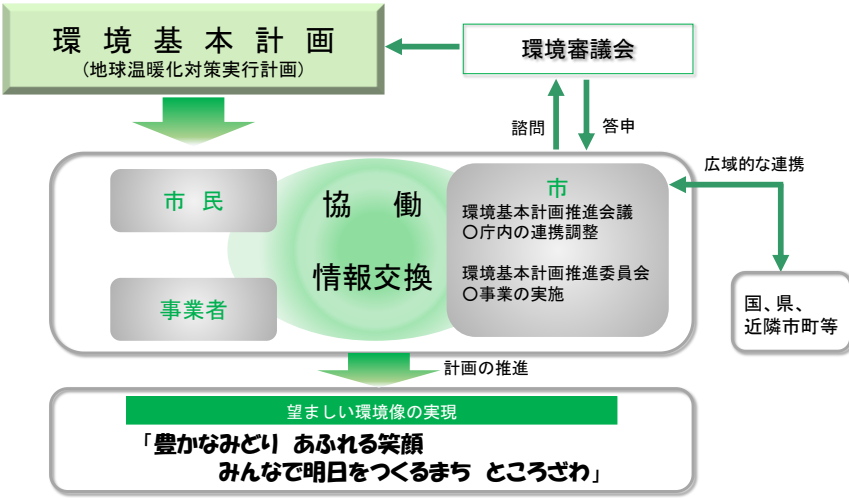 環境基本計画
(地球温暖化対策実行計画)
環境審議会
諮問
答申
広域的な連携
市民
協働
市
環境基本計画推進会議
〇庁内の連携調整
情報交換
環境基本計画推進委員会
〇事業の実施
事業者
国、県、
近隣市町等
計画の推進
望ましい環境像の実現
「豊かなみどり あふれる笑顔
みんなで明日をつくるまち ところざわ」